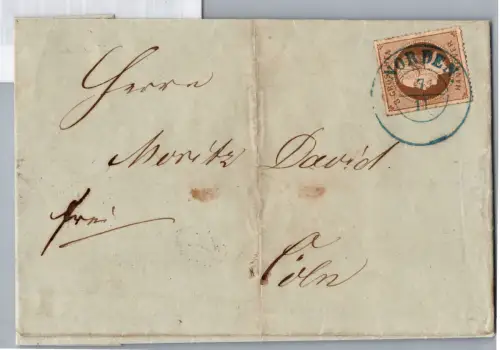 NORDEN
Herrn
Moritz David.
frei
Cöln